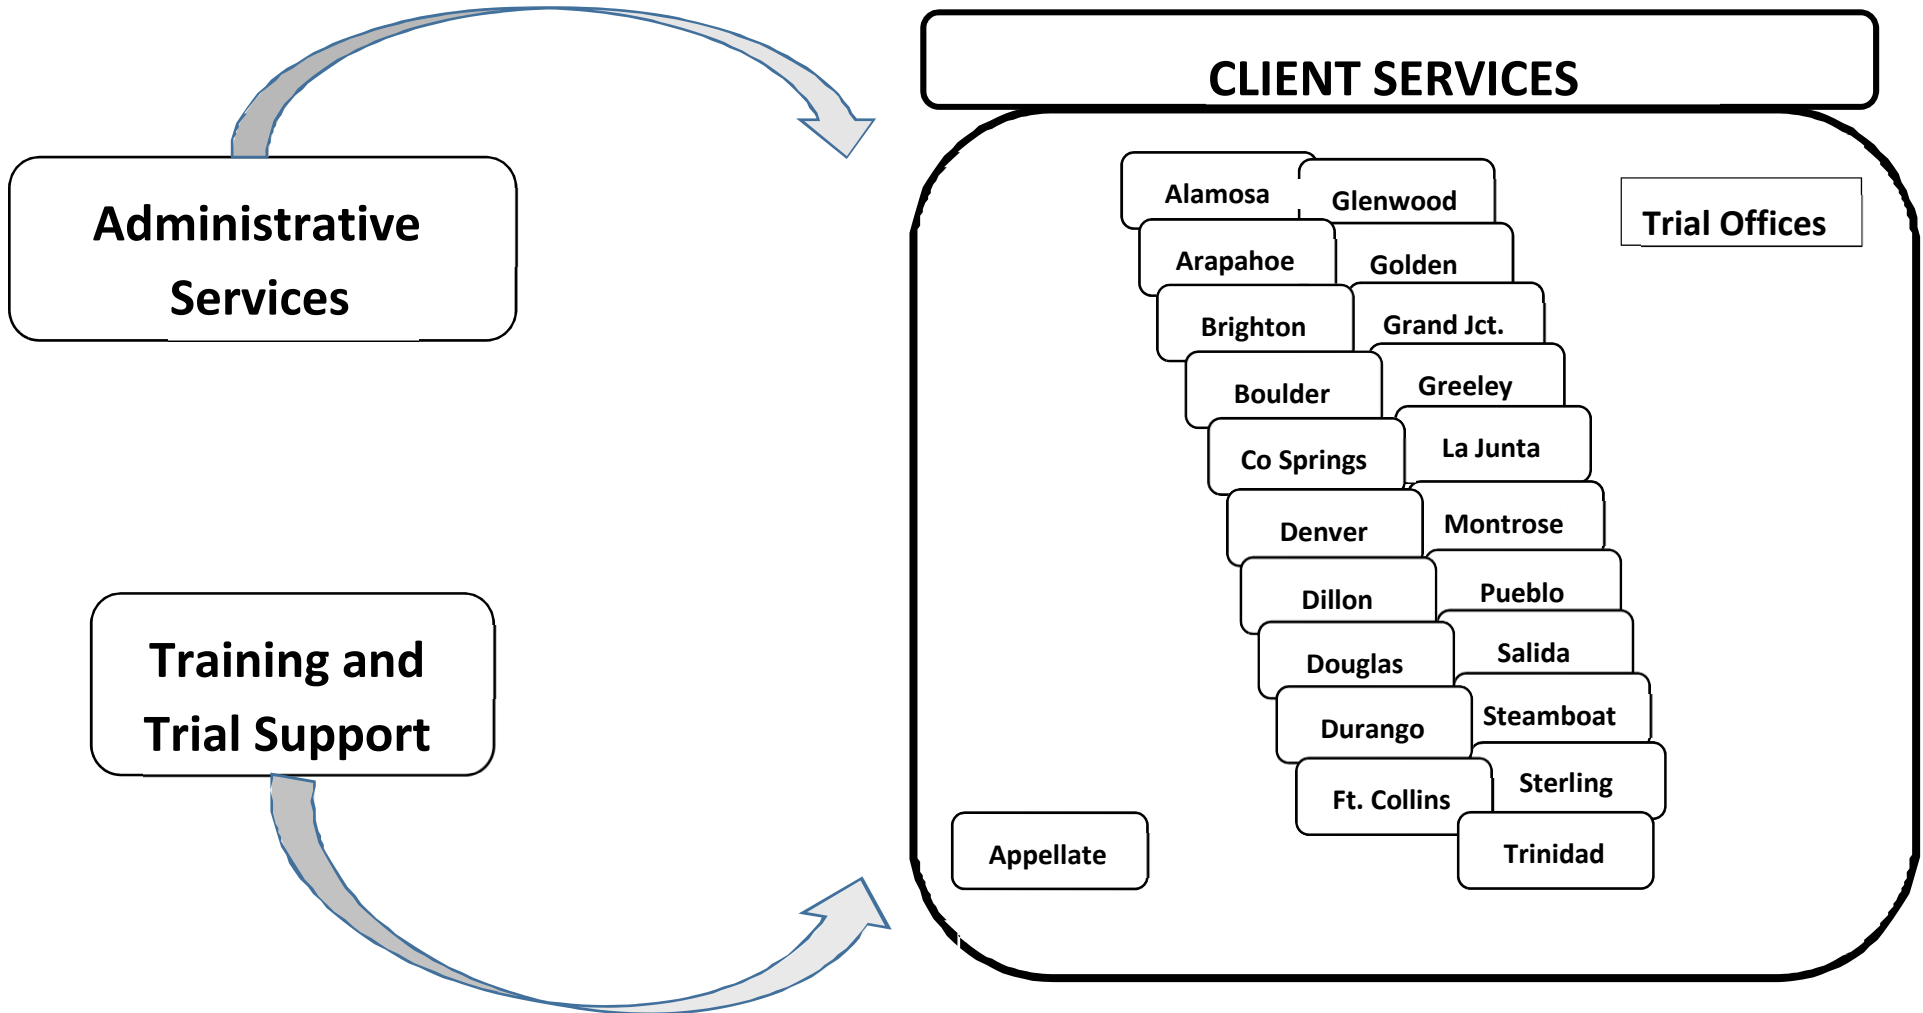 CLIENT SERVICES
Administrative
Services
Training and
Trial Support
Trial Offices
Alamosa
Arapahoe
Brighton
Boulder
Co Springs
Denver
Dillon
Douglas
Durango
Ft. Collins
Glenwood
Golden
Grand Jct.
Greeley
La Junta
Montrose
Pueblo
Salida
Steamboat
Sterling
Trinidad
Appellate